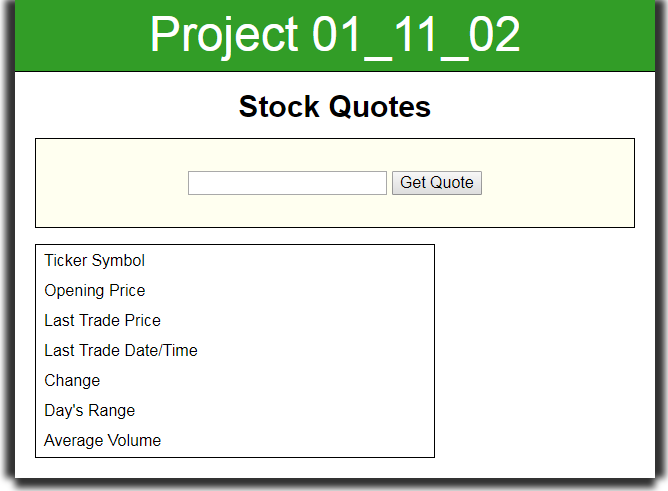 Project 01_11_02
Stock Quotes
Get Quote
Ticker Symbol
Opening Price
Last Trade Price
Last Trade Date/Time
Change
Day's Range
Average Volume